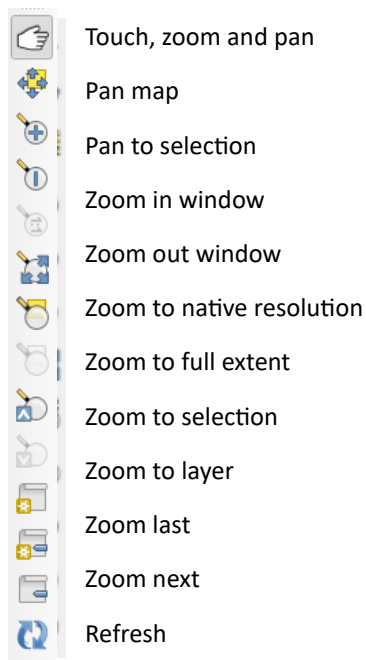 Touch, zoom and pan
Pan map
Pan to selection
Zoom in window
Zoom out window
Zoom to native resolution
Zoom to full extent
Zoom to selection
Zoom to layer
Zoom last
Zoom next
Refresh